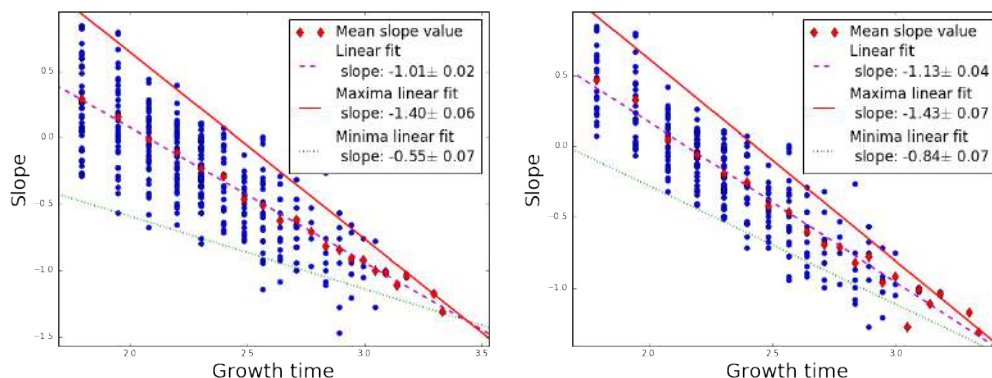 Mean slope value
Linear fit
slope: -1.01± 0.02
Maxima linear fit
slope: -1.40± 0.06
Minima linear fit
slope: -0.55± 0.07
0.5
0.0
−0.5
−1.0
−1.5
Slope
2.0
2.5
3.0
3.5
Growth time
Mean slope value
Linear fit
slope: -1.13± 0.04
Maxima linear fit
slope: -1.43± 0.07
Minima linear fit
slope: -0.84± 0.07
0.5
0.0
−0.5
−1.0
Slope
2.0
2.5
3.0
Growth time